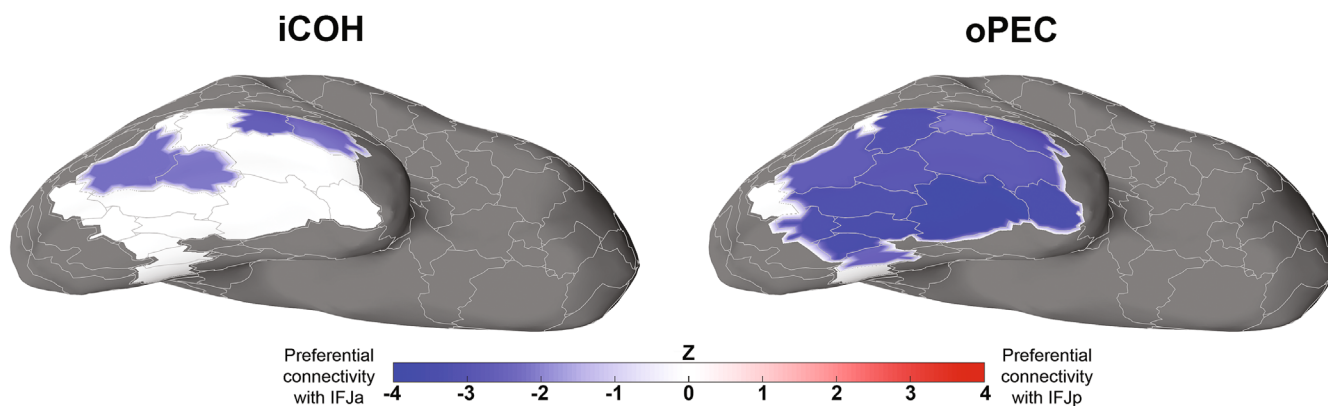 iCOH
oPEC
Preferential
connectivity
with IFJa
Z
-4 -3 -2 -1 0 1 2 3 4
Preferential
connectivity
with IFJp